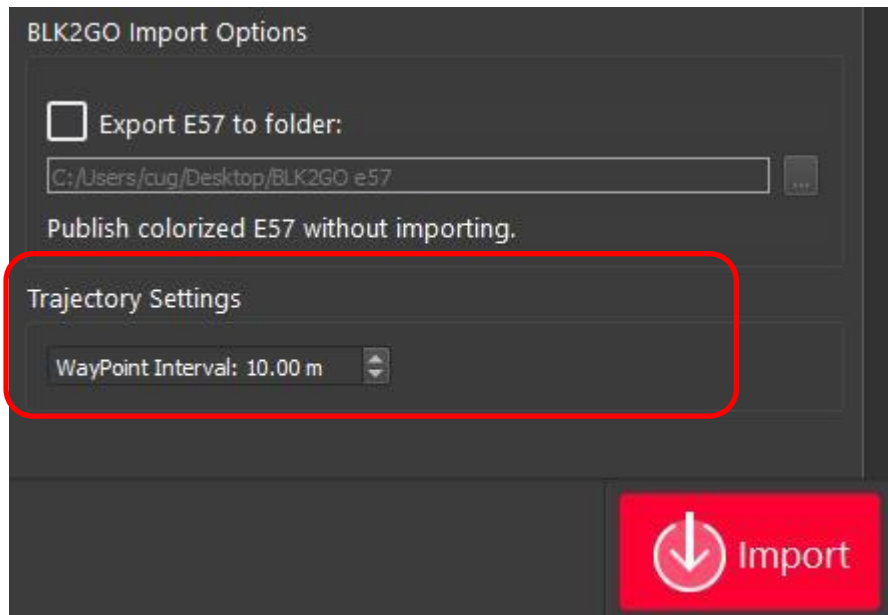 BLK2GO Import Options
Export E57 to folder:
C:/Users/cug/Desktop/BLK2GO e57
...
Publish colorized E57 without importing.
Trajectory Settings
WayPoint Interval: 10.00 m
Import